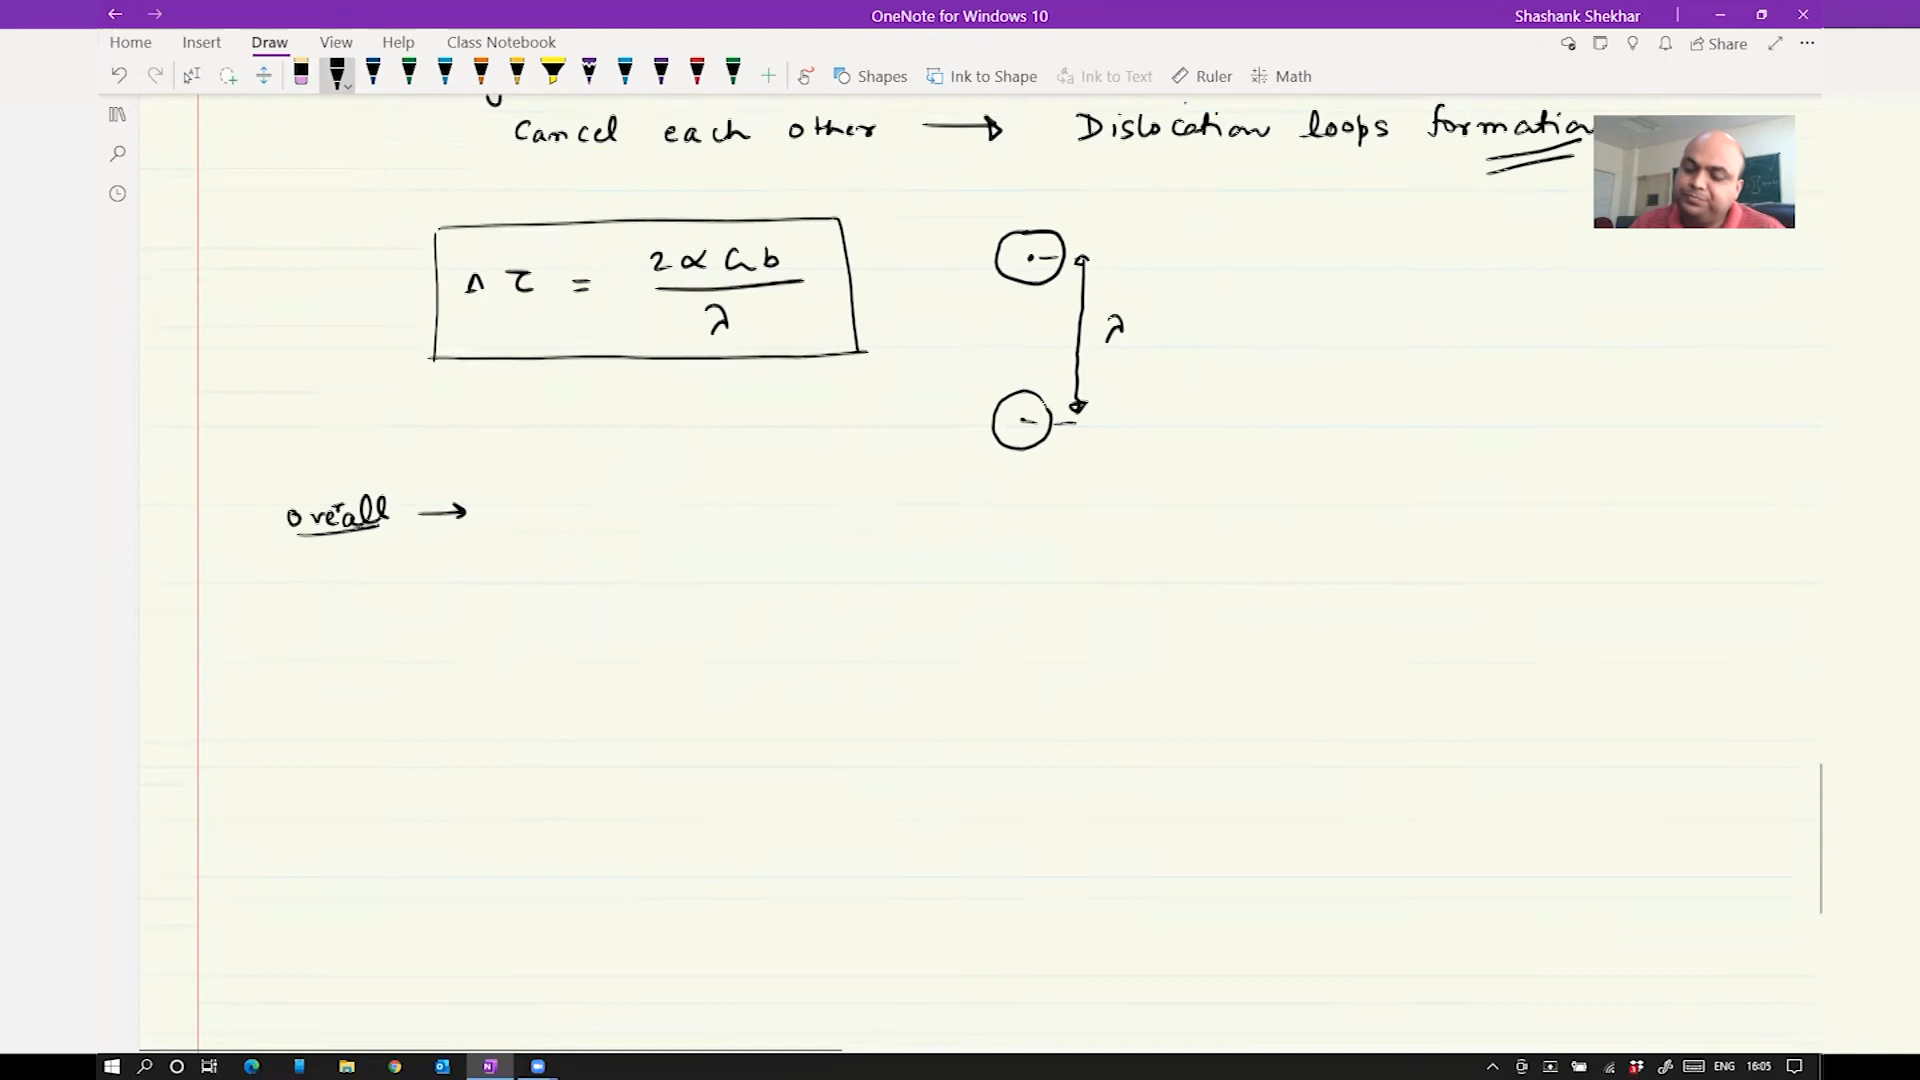 OneNote for Windows 10
Shashank Shekhar
Home Insert Draw View Help Class Notebook
Share
Shapes Ink to Shape Ink to Text Ruler Math
Cancel each other → Dislocation loops formation
Δτ = 2αGb / λ
λ
Overall →
ENG 16:05